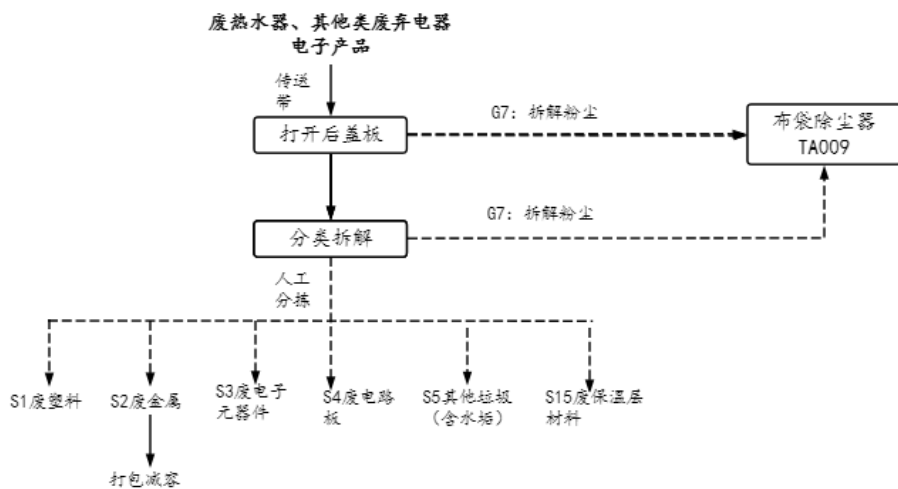 废热水器、其他类废弃电器
电子产品
传送
带
G7：拆解粉尘
打开后盖板
布袋除尘器
TA009
G7：拆解粉尘
分类拆解
人工
分拣
S1废塑料
S2废金属
S3废电子
元器件
S4废电路
板
S5其他垃圾
（含水垢）
S15废保温层
材料
打包减容